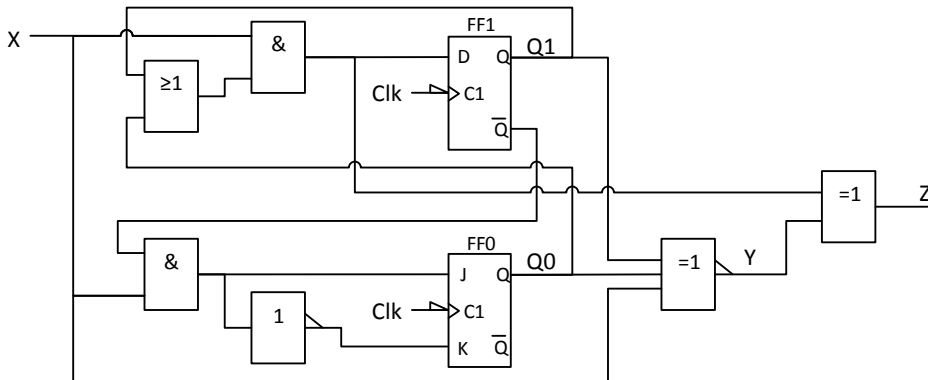 FF1
X
&
D
Q
Q1
≥1
Clk
C1
Q̅
=1
Z
FF0
&
J
Q
Q0
=1
Y
Clk
C1
1
K
Q̅